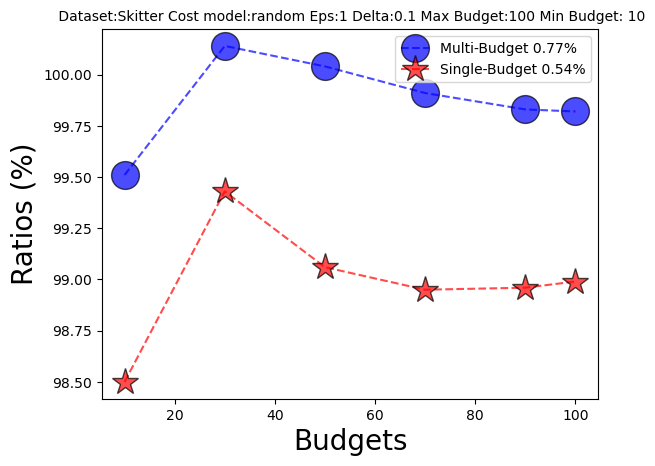 Dataset:Skitter Cost model:random Eps:1 Delta:0.1 Max Budget:100 Min Budget: 10
Multi-Budget 0.77%
Single-Budget 0.54%
Ratios (%)
100.00
99.75
99.50
99.25
99.00
98.75
98.50
20 40 60 80 100
Budgets